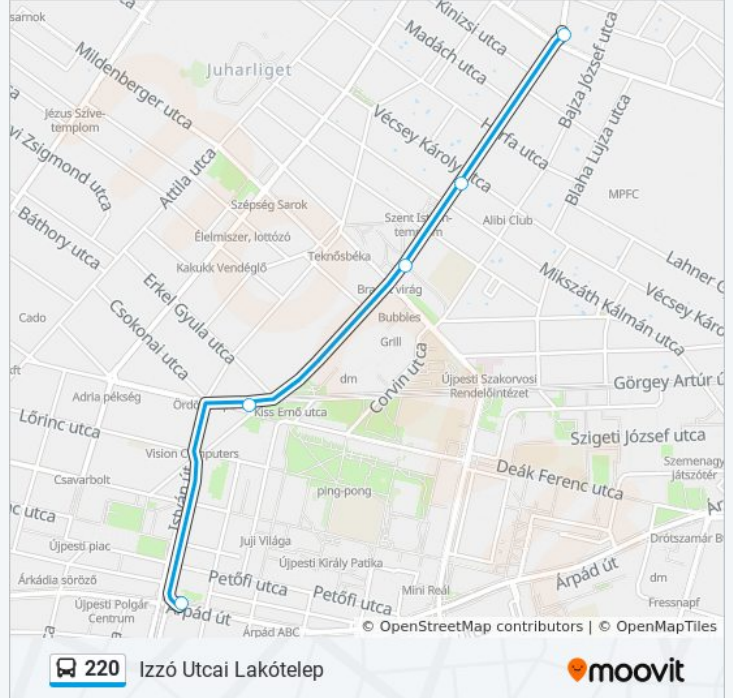 samok
Kinizsi utca
Madách utca
Mildenberger utca
Juharliget
Bajza József utca
Jézus Szíve-
templom
Vécsey Károly utca
Hárfa utca
Blaha Lujza utca
vi Zsigmond utca
Attila utca
MPFC
Szépség Sarok
Szent István-
templom
Alibi Club
Báthory utca
Élelmiszer, lottózó
Teknősbéka
Kakukk Vendéglő
Lahner G
Mikszáth Kálmán utca
Vécsey Káro
Erkel Gyula utca
virág
Cado
Csokonai utca
Bubbles
Grill
Corvin utca
dm
Újpesti Szakorvosi
Rendelőintézet
Görgey Artúr ú
Adria pékség
Kiss Ernő utca
Lőrinc utca
Szigeti József utca
Vision Computers
Deák Ferenc utca
Szemenagy
játszótér
Csavarbolt
István út
ping-pong
nc utca
Ár
Újpesti piac
Juji Világa
Drótszamár B
Árkádia söröző
Petőfi utca
Újpesti Király Patika
Árpád út
dm
Mini Reál
Petőfi utca
Fressnapf
Újpesti Polgár
Centrum
Árpád út
Árpád ABC
© OpenStreetMap contributors | © OpenMapTiles
220 Izzó Utcai Lakótelep
moovit